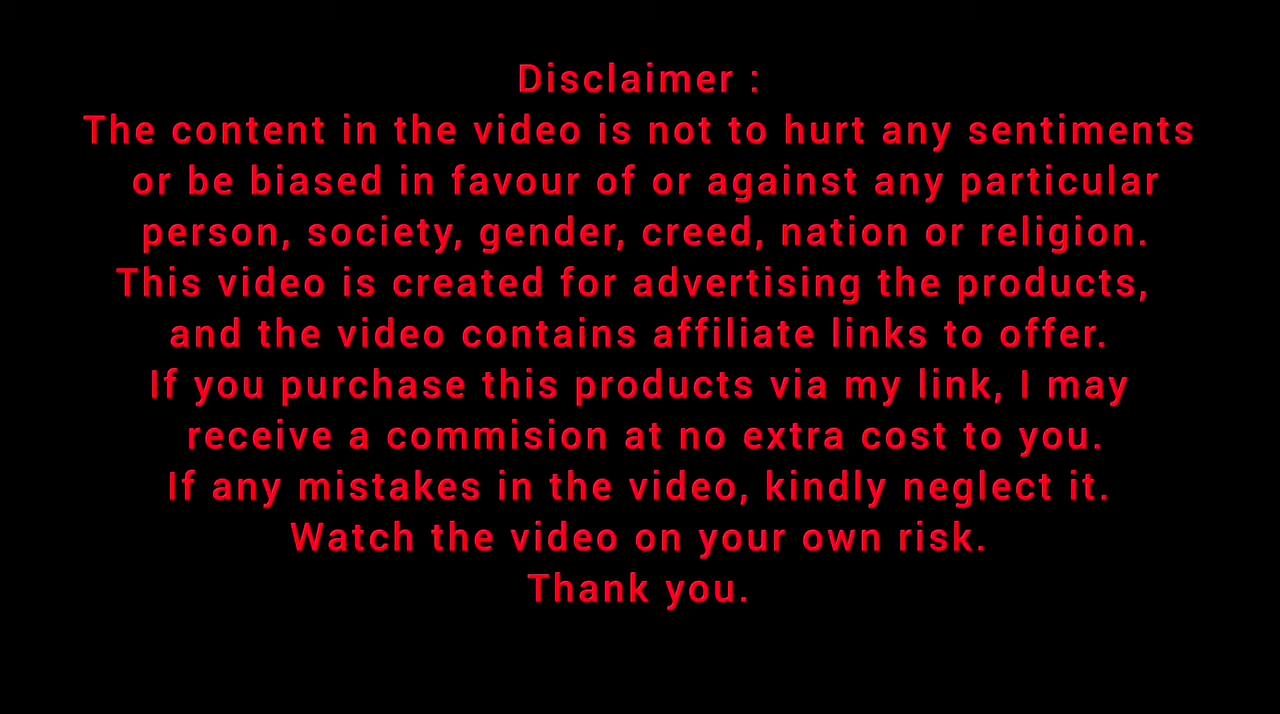 Disclaimer :
The content in the video is not to hurt any sentiments
or be biased in favour of or against any particular
person, society, gender, creed, nation or religion.
This video is created for advertising the products,
and the video contains affiliate links to offer.
If you purchase this products via my link, I may
receive a commision at no extra cost to you.
If any mistakes in the video, kindly neglect it.
Watch the video on your own risk.
Thank you.